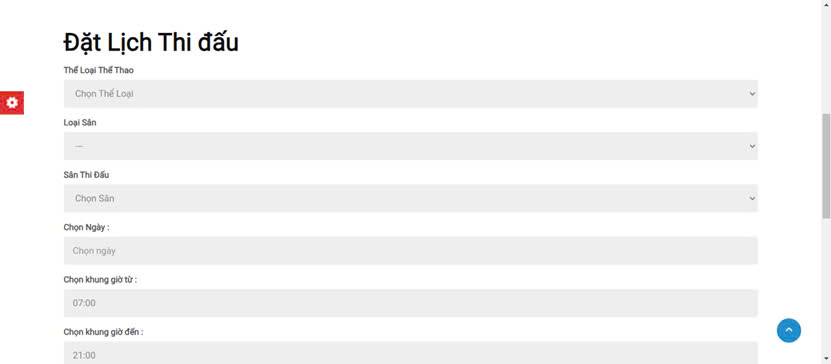 Đặt Lịch Thi đấu
Thể Loại Thể Thao
Chọn Thể Loại
Loại Sân
---
Sân Thi Đấu
Chọn Sân
Chọn Ngày :
Chọn ngày
Chọn khung giờ từ :
07:00
Chọn khung giờ đến :
21:00